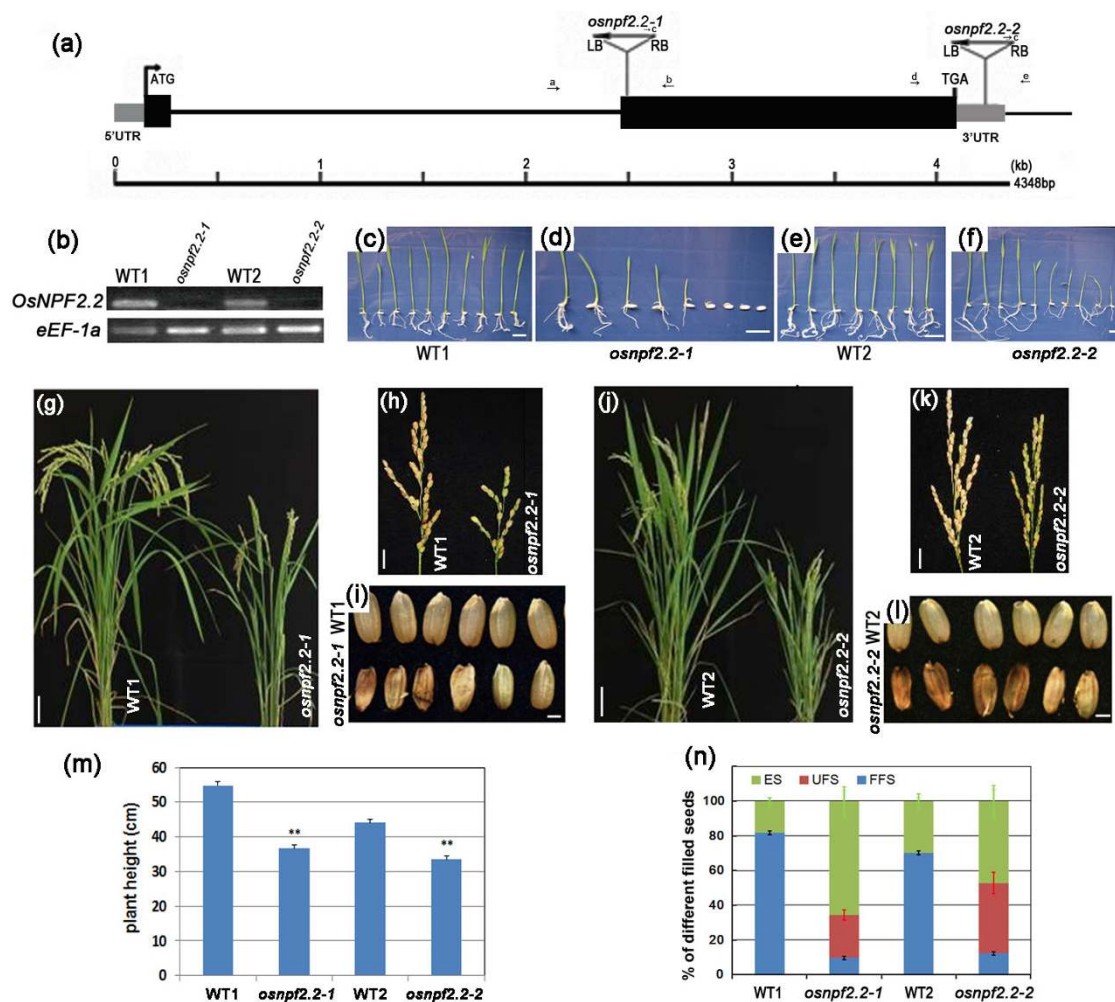 (a)
osnpf2.2-1
c
LB RB
osnpf2.2-2
c
LB RB
ATG
a
b
d
TGA
e
5'UTR
3'UTR
0 1 2 3 4 (kb)
4348bp
(b)
WT1 osnpf2.2-1 WT2 osnpf2.2-2
OsNPF2.2
eEF-1a
(c)
WT1
(d)
osnpf2.2-1
(e)
WT2
(f)
osnpf2.2-2
(g)
WT1
osnpf2.2-1
(h)
WT1
osnpf2.2-1
(i)
osnpf2.2-1 WT1
(j)
WT2
osnpf2.2-2
(k)
WT2
osnpf2.2-2
(l)
osnpf2.2-2 WT2
(m)
plant height (cm)
60
50
40
30
20
10
0
**
**
WT1 osnpf2.2-1 WT2 osnpf2.2-2
(n)
% of different filled seeds
ES UFS FFS
100
80
60
40
20
0
WT1 osnpf2.2-1 WT2 osnpf2.2-2